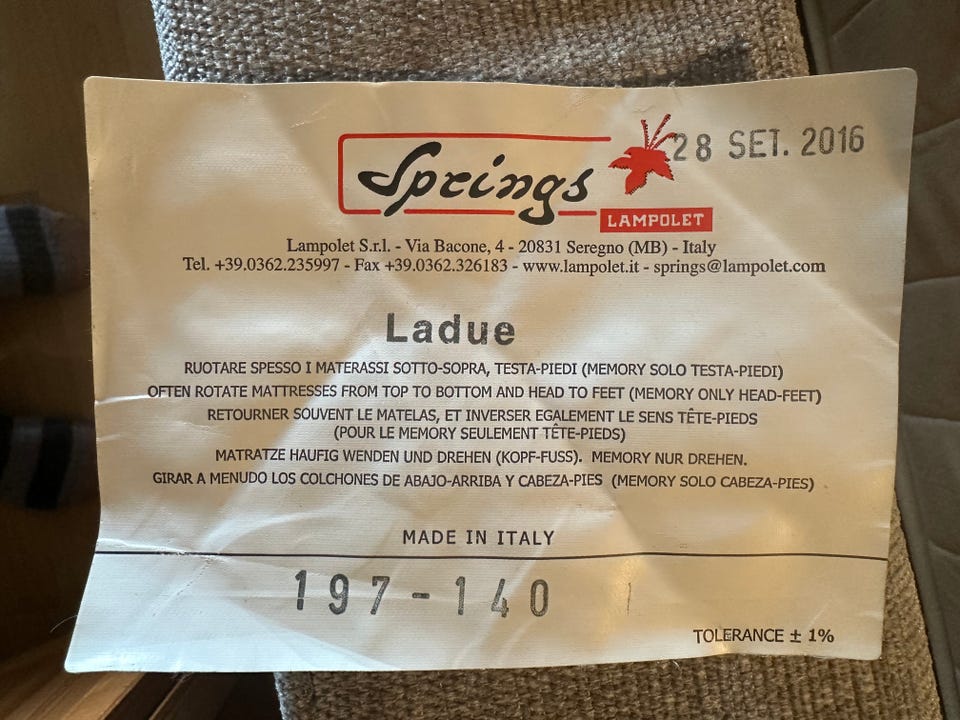 Springs
28 SET. 2016
LAMPOLET
Lampolet S.r.l. - Via Bacone, 4 - 20831 Seregno (MB) - Italy
Tel. +39.0362.235997 - Fax +39.0362.326183 - www.lampolet.it - springs@lampolet.com
Ladue
RUOTARE SPESSO I MATERASSI SOTTO-SOPRA, TESTA-PIEDI (MEMORY SOLO TESTA-PIEDI)
OFTEN ROTATE MATTRESSES FROM TOP TO BOTTOM AND HEAD TO FEET (MEMORY ONLY HEAD-FEET)
RETOURNER SOUVENT LE MATELAS, ET INVERSER EGALEMENT LE SENS TÊTE-PIEDS
(POUR LE MEMORY SEULEMENT TÊTE-PIEDS)
MATRATZE HAUFIG WENDEN UND DREHEN (KOPF-FUSS). MEMORY NUR DREHEN.
GIRAR A MENUDO LOS COLCHONES DE ABAJO-ARRIBA Y CABEZA-PIES (MEMORY SOLO CABEZA-PIES)
MADE IN ITALY
197-140
TOLERANCE ± 1%